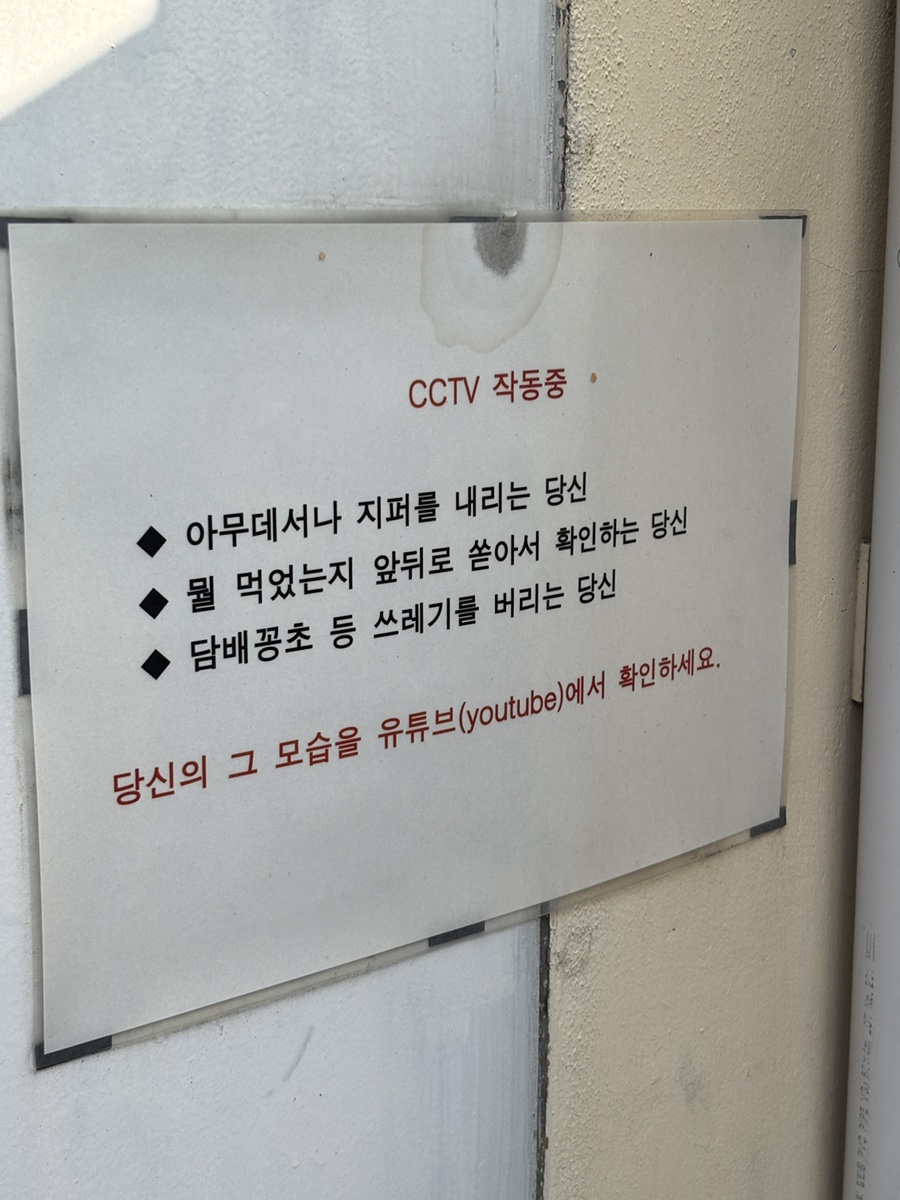 CCTV 작동중
◆ 아무데서나 지퍼를 내리는 당신
◆ 뭘 먹었는지 앞뒤로 쏟아서 확인하는 당신
◆ 담배꽁초 등 쓰레기를 버리는 당신
당신의 그 모습을 유튜브(youtube)에서 확인하세요.